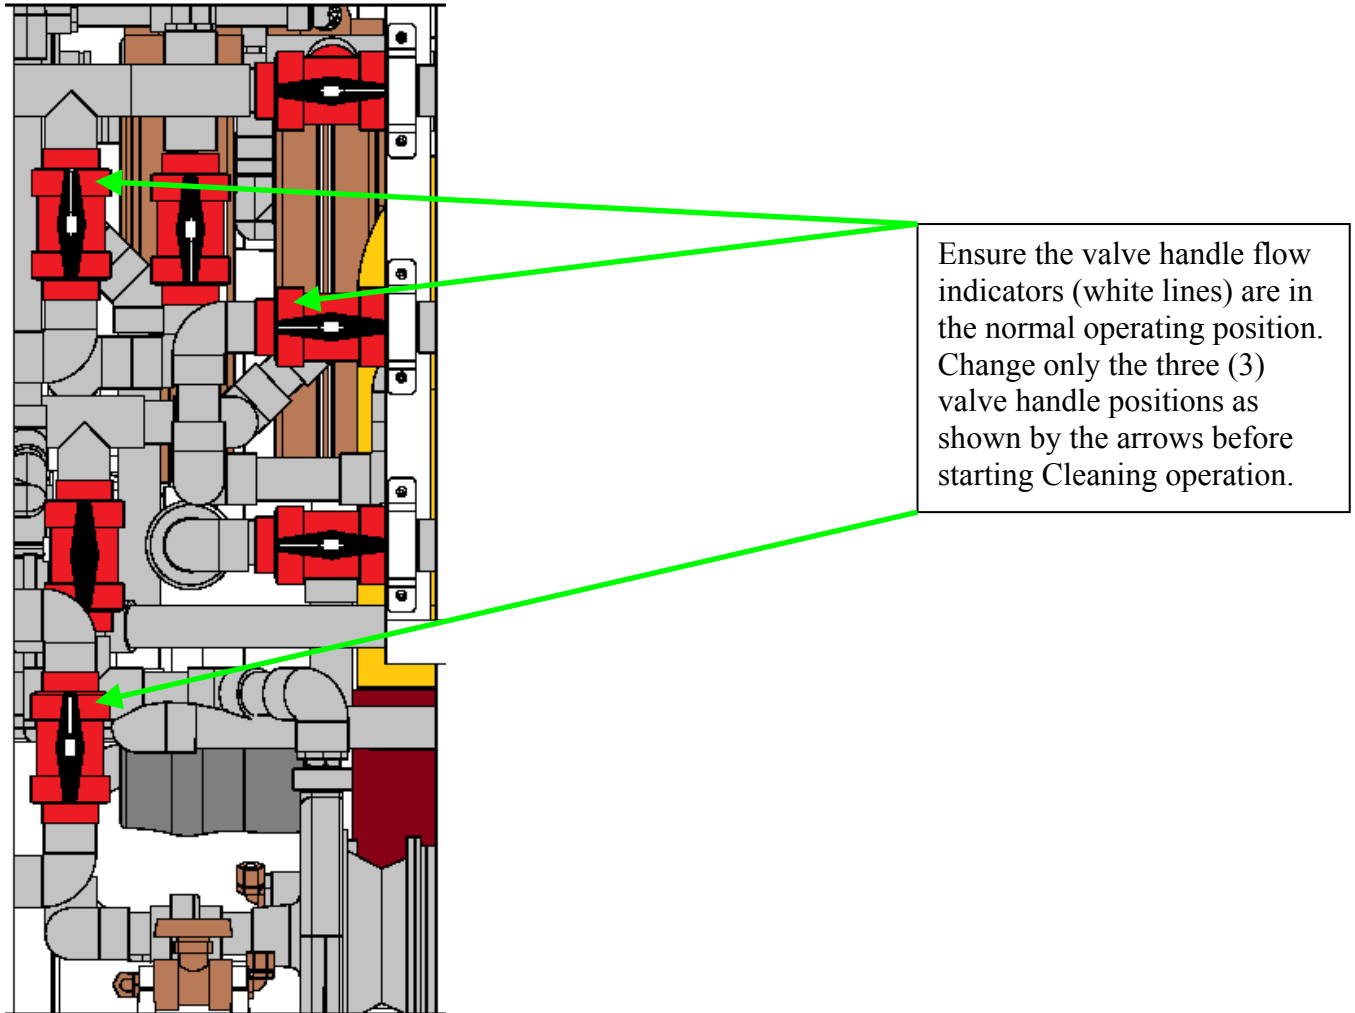 Ensure the valve handle flow
indicators (white lines) are in
the normal operating position.
Change only the three (3)
valve handle positions as
shown by the arrows before
starting Cleaning operation.